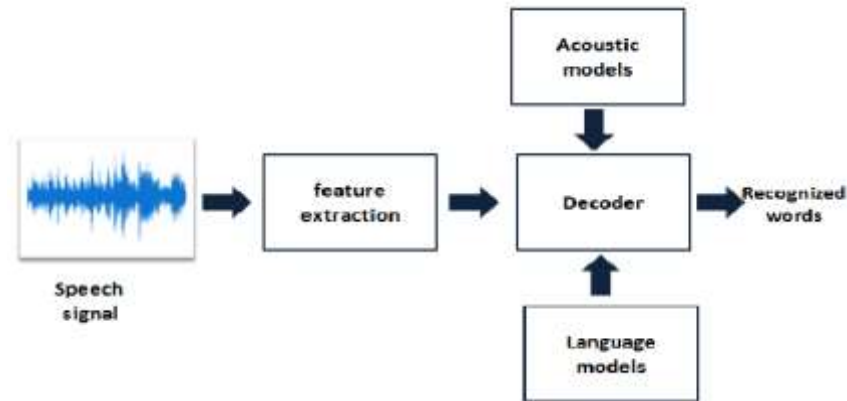 Acoustic
models
feature
extraction
Decoder
Recognized
words
Speech
signal
Language
models